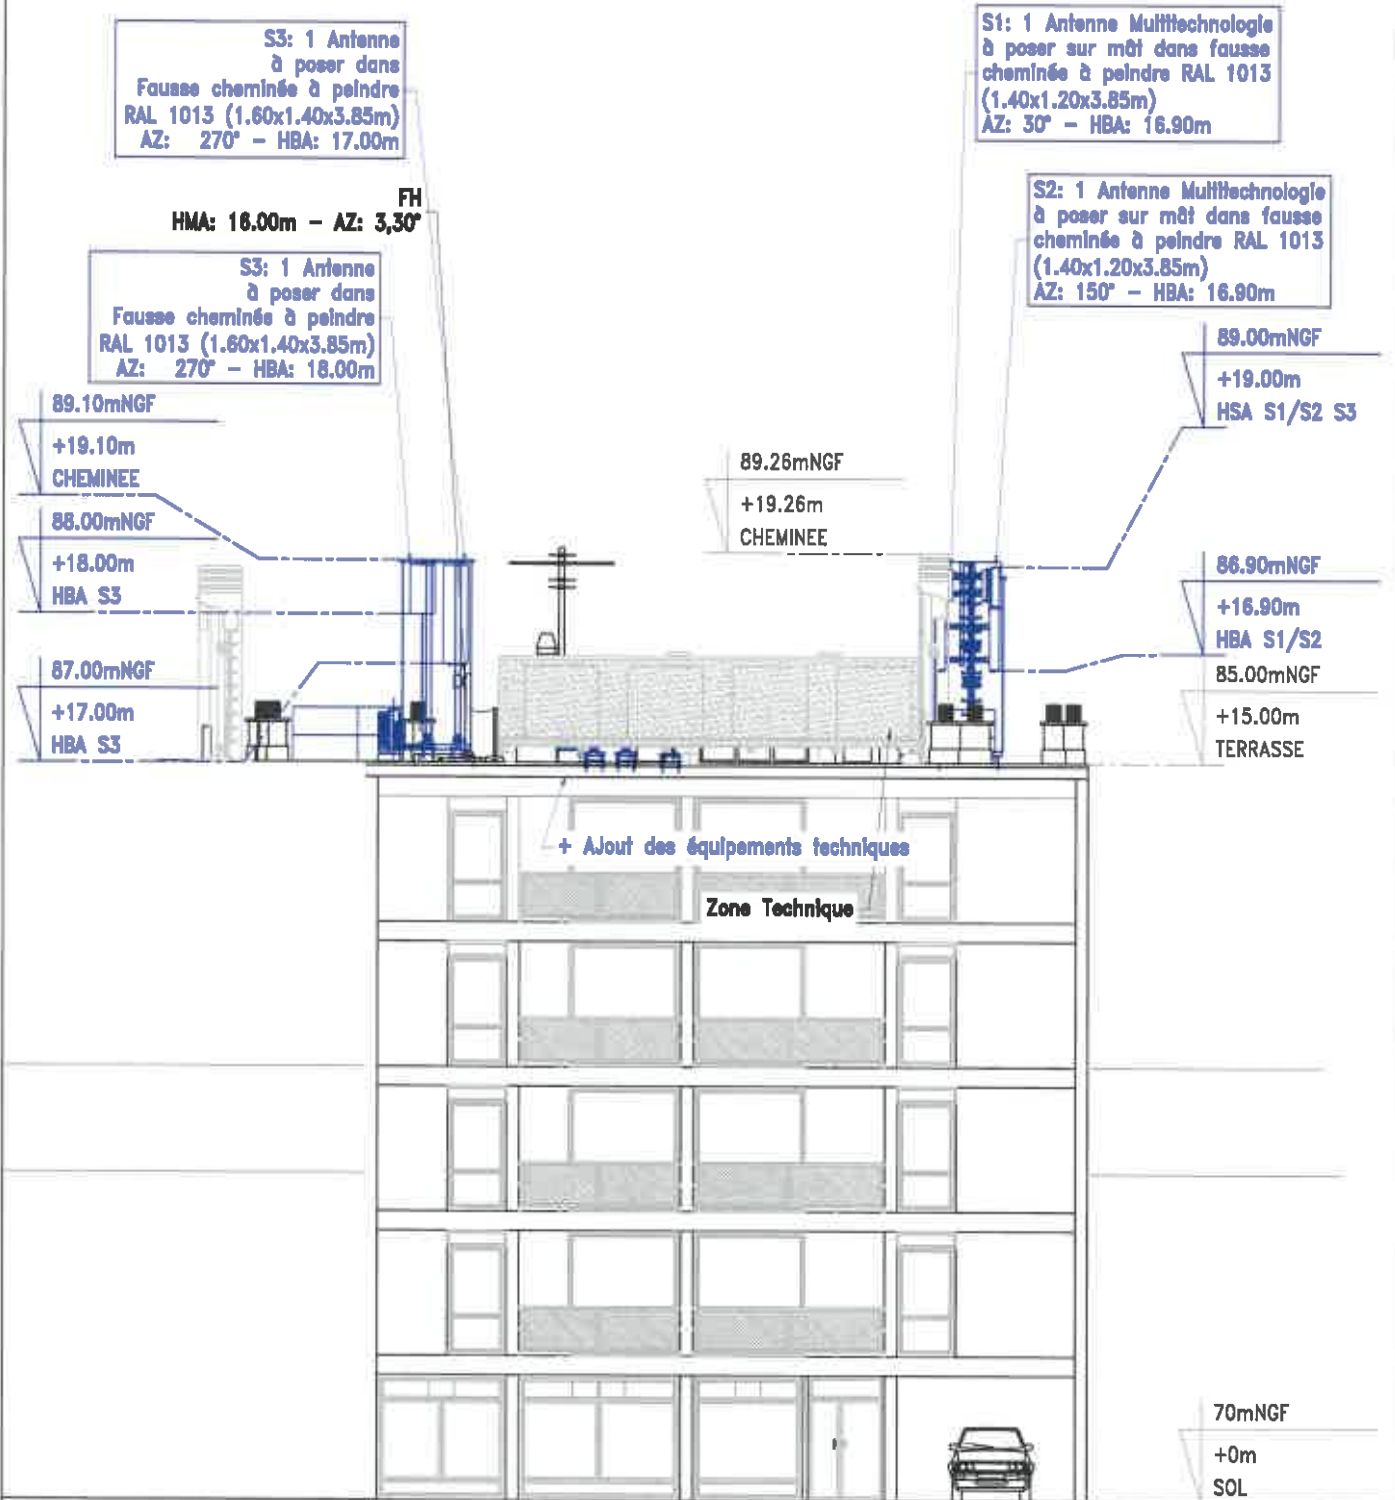 S3: 1 Antenne
à poser dans
Fausse cheminée à peindre
RAL 1013 (1.60x1.40x3.85m)
AZ: 270° - HBA: 17.00m
S1: 1 Antenne Multitechnologie
à poser sur mât dans fausse
cheminée à peindre RAL 1013
(1.40x1.20x3.85m)
AZ: 30° - HBA: 16.90m
FH
HMA: 16.00m - AZ: 3,30°
S2: 1 Antenne Multitechnologie
à poser sur mât dans fausse
cheminée à peindre RAL 1013
(1.40x1.20x3.85m)
AZ: 150° - HBA: 16.90m
S3: 1 Antenne
à poser dans
Fausse cheminée à peindre
RAL 1013 (1.60x1.40x3.85m)
AZ: 270° - HBA: 18.00m
89.00mNGF
+19.00m
HSA S1/S2 S3
89.10mNGF
+19.10m
CHEMINEE
89.26mNGF
+19.26m
CHEMINEE
88.00mNGF
+18.00m
HBA S3
86.90mNGF
+16.90m
HBA S1/S2
87.00mNGF
+17.00m
HBA S3
85.00mNGF
+15.00m
TERRASSE
+ Ajout des équipements techniques
Zone Technique
70mNGF
+0m
SOL